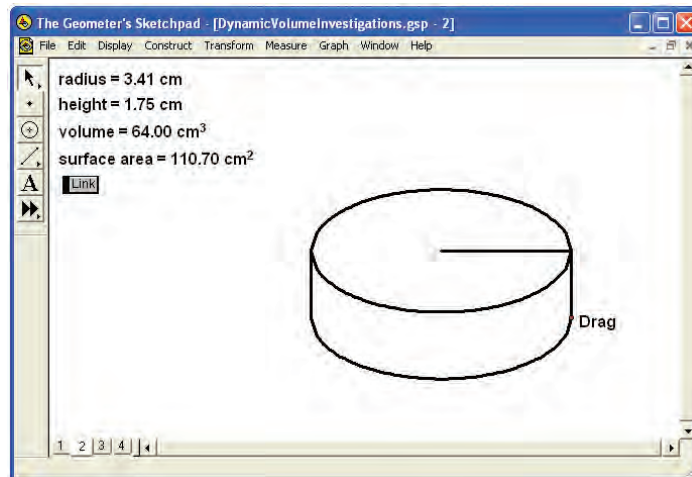 The Geometer's Sketchpad - [DynamicVolumeInvestigations.gsp - 2]
File Edit Display Construct Transform Measure Graph Window Help
radius = 3.41 cm
height = 1.75 cm
volume = 64.00 cm³
surface area = 110.70 cm²
Link
A
Drag
1 2 3 4